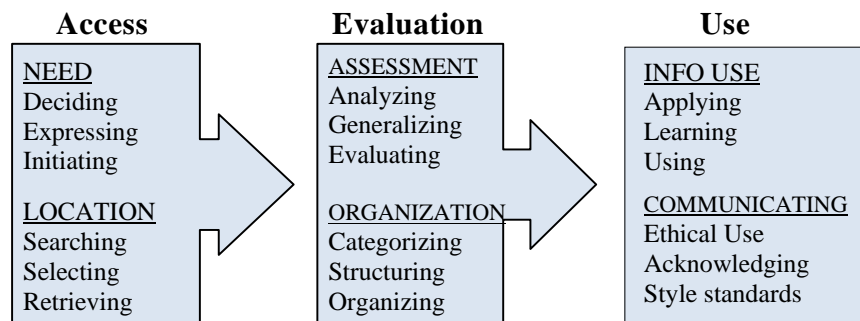 Access
NEED
Deciding
Expressing
Initiating
LOCATION
Searching
Selecting
Retrieving
Evaluation
ASSESSMENT
Analyzing
Generalizing
Evaluating
ORGANIZATION
Categorizing
Structuring
Organizing
Use
INFO USE
Applying
Learning
Using
COMMUNICATING
Ethical Use
Acknowledging
Style standards